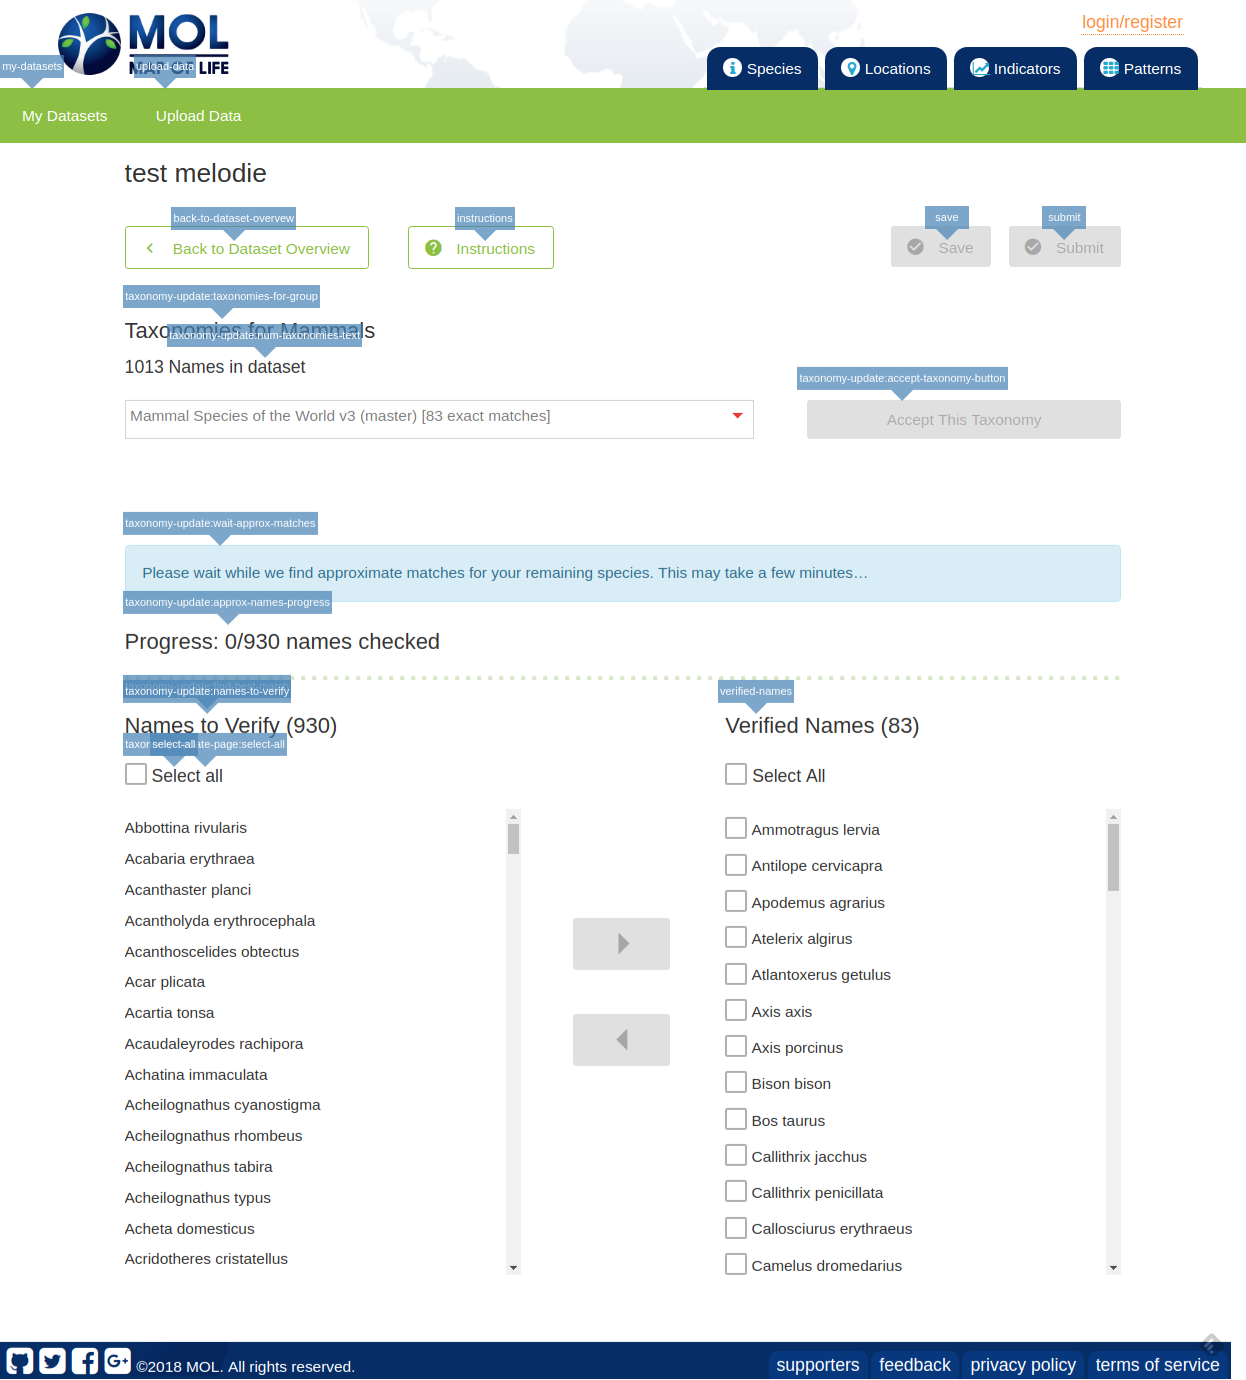 login/register
MOL
MAP OF LIFE
my-datasets
upload-data
Species
Locations
Indicators
Patterns
My Datasets
Upload Data
test melodie
back-to-dataset-overvew
instructions
save
submit
Back to Dataset Overview
Instructions
Save
Submit
taxonomy-update:taxonomies-for-group
Taxonomies for Mammals
taxonomy-update:num-taxonomies-text
1013 Names in dataset
taxonomy-update:accept-taxonomy-button
Mammal Species of the World v3 (master) [83 exact matches]
Accept This Taxonomy
taxonomy-update:wait-approx-matches
Please wait while we find approximate matches for your remaining species. This may take a few minutes…
taxonomy-update:approx-names-progress
Progress: 0/930 names checked
taxonomy-update:names-to-verify
verified-names
Names to Verify (930)
Verified Names (83)
select-all
ate-page:select-all
Select all
Select All
Abbottina rivularis
Acabaria erythraea
Acanthaster planci
Acantholyda erythrocephala
Acanthoscelides obtectus
Acar plicata
Acartia tonsa
Acaudaleyrodes rachipora
Achatina immaculata
Acheilognathus cyanostigma
Acheilognathus rhombeus
Acheilognathus tabira
Acheilognathus typus
Acheta domesticus
Acridotheres cristatellus
Ammotragus lervia
Antilope cervicapra
Apodemus agrarius
Atelerix algirus
Atlantoxerus getulus
Axis axis
Axis porcinus
Bison bison
Bos taurus
Callithrix jacchus
Callithrix penicillata
Callosciurus erythraeus
Camelus dromedarius
©2018 MOL. All rights reserved.
supporters
feedback
privacy policy
terms of service